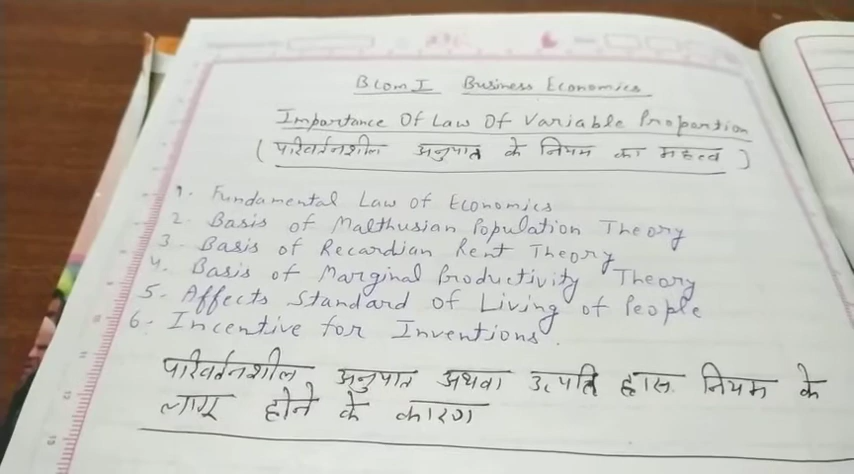 BComI Business Economics
Importance Of Law Of Variable Propartion
(परिवर्तनशील अनुपात के नियम का महत्व)
1. Fundamental Law of Economics
2. Basis of Malthusian Population Theory
3. Basis of Recardian Rent Theory
4. Basis of Marginal Productivity Theory
5. Affects Standard of Living of People
6. Incentive for Inventions.
परिवर्तनशील अनुपात अथवा उत्पत्ति ह्रास नियम के
लागू होने के कारण